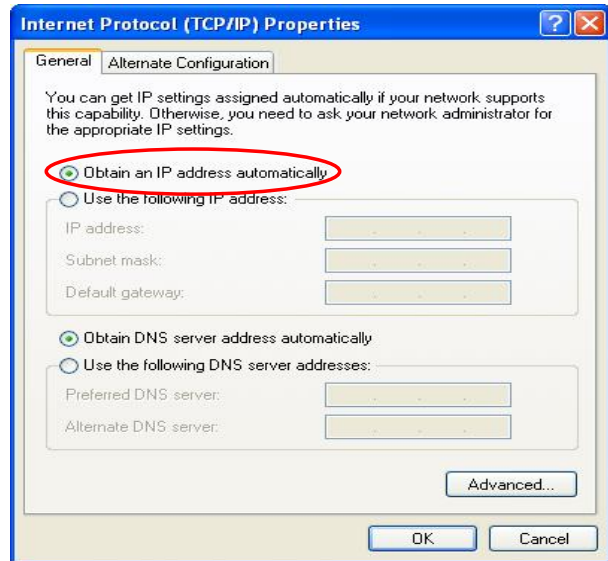 Internet Protocol (TCP/IP) Properties
General
Alternate Configuration
You can get IP settings assigned automatically if your network supports
this capability. Otherwise, you need to ask your network administrator for
the appropriate IP settings.
Obtain an IP address automatically
Use the following IP address:
IP address:
Subnet mask:
Default gateway:
Obtain DNS server address automatically
Use the following DNS server addresses:
Preferred DNS server:
Alternate DNS server:
Advanced...
OK
Cancel